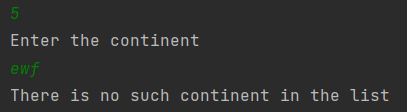 5
Enter the continent
ewf
There is no such continent in the list